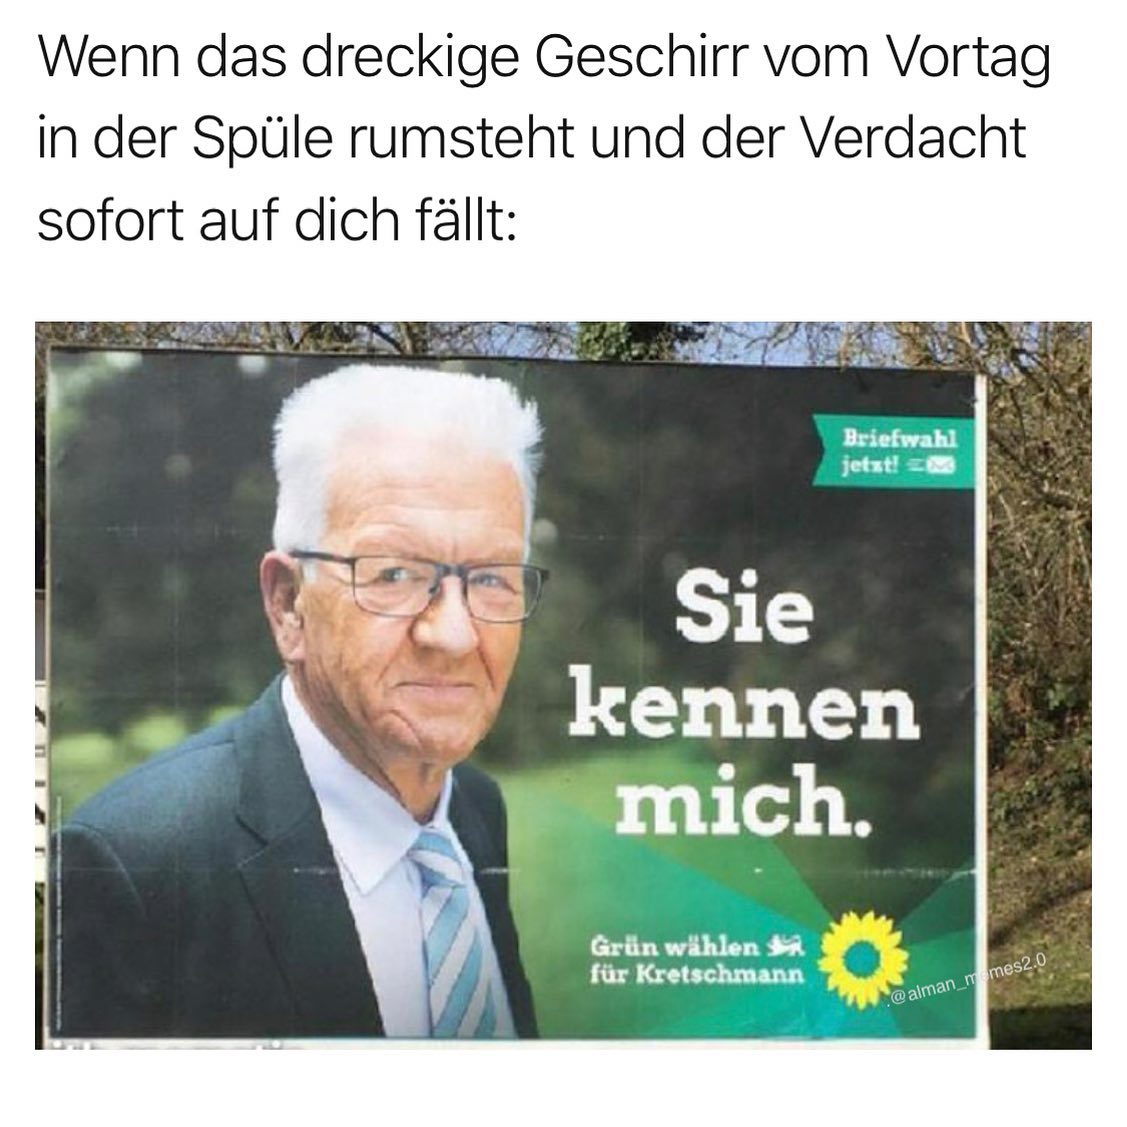 Wenn das dreckige Geschirr vom Vortag
in der Spüle rumsteht und der Verdacht
sofort auf dich fällt:
Briefwahl
jetzt!
Sie
kennen
mich.
Grün wählen
für Kretschmann
.@alman_memes2.0